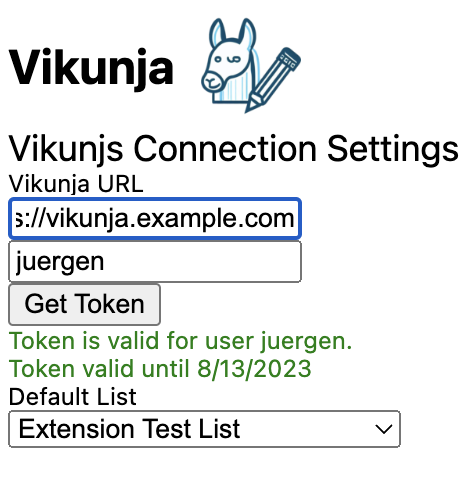 Vikunja
Vikunjs Connection Settings
Vikunja URL
s://vikunja.example.com
juergen
Get Token
Token is valid for user juergen.
Token valid until 8/13/2023
Default List
Extension Test List